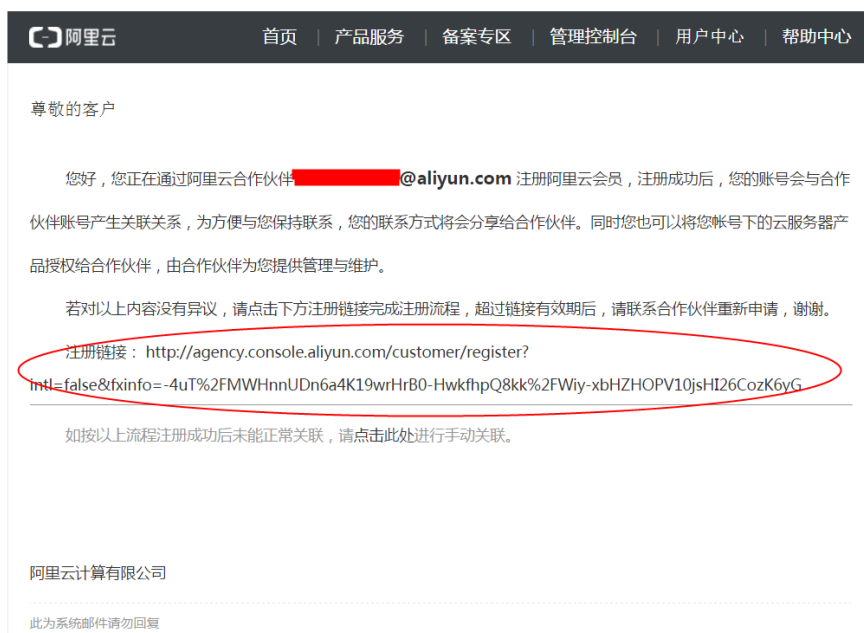 阿里云 首页 | 产品服务 | 备案专区 | 管理控制台 | 用户中心 | 帮助中心
尊敬的客户
您好，您正在通过阿里云合作伙伴 @aliyun.com 注册阿里云会员，注册成功后，您的账号会与合作
伙伴账号产生关联关系，为方便与您保持联系，您的联系方式将会分享给合作伙伴。同时您也可以将您帐号下的云服务器产
品授权给合作伙伴，由合作伙伴为您提供管理与维护。
若对以上内容没有异议，请点击下方注册链接完成注册流程，超过链接有效期后，请联系合作伙伴重新申请，谢谢。
注册链接： http://agency.console.aliyun.com/customer/register?
intl=false&fxinfo=-4uT%2FMWHnnUDn6a4K19wrHrB0-HwkfhpQ8kk%2FWiy-xbHZHOPV10jsHI26CozK6yG
如按以上流程注册成功后未能正常关联，请点击此处进行手动关联。
阿里云计算有限公司
此为系统邮件请勿回复